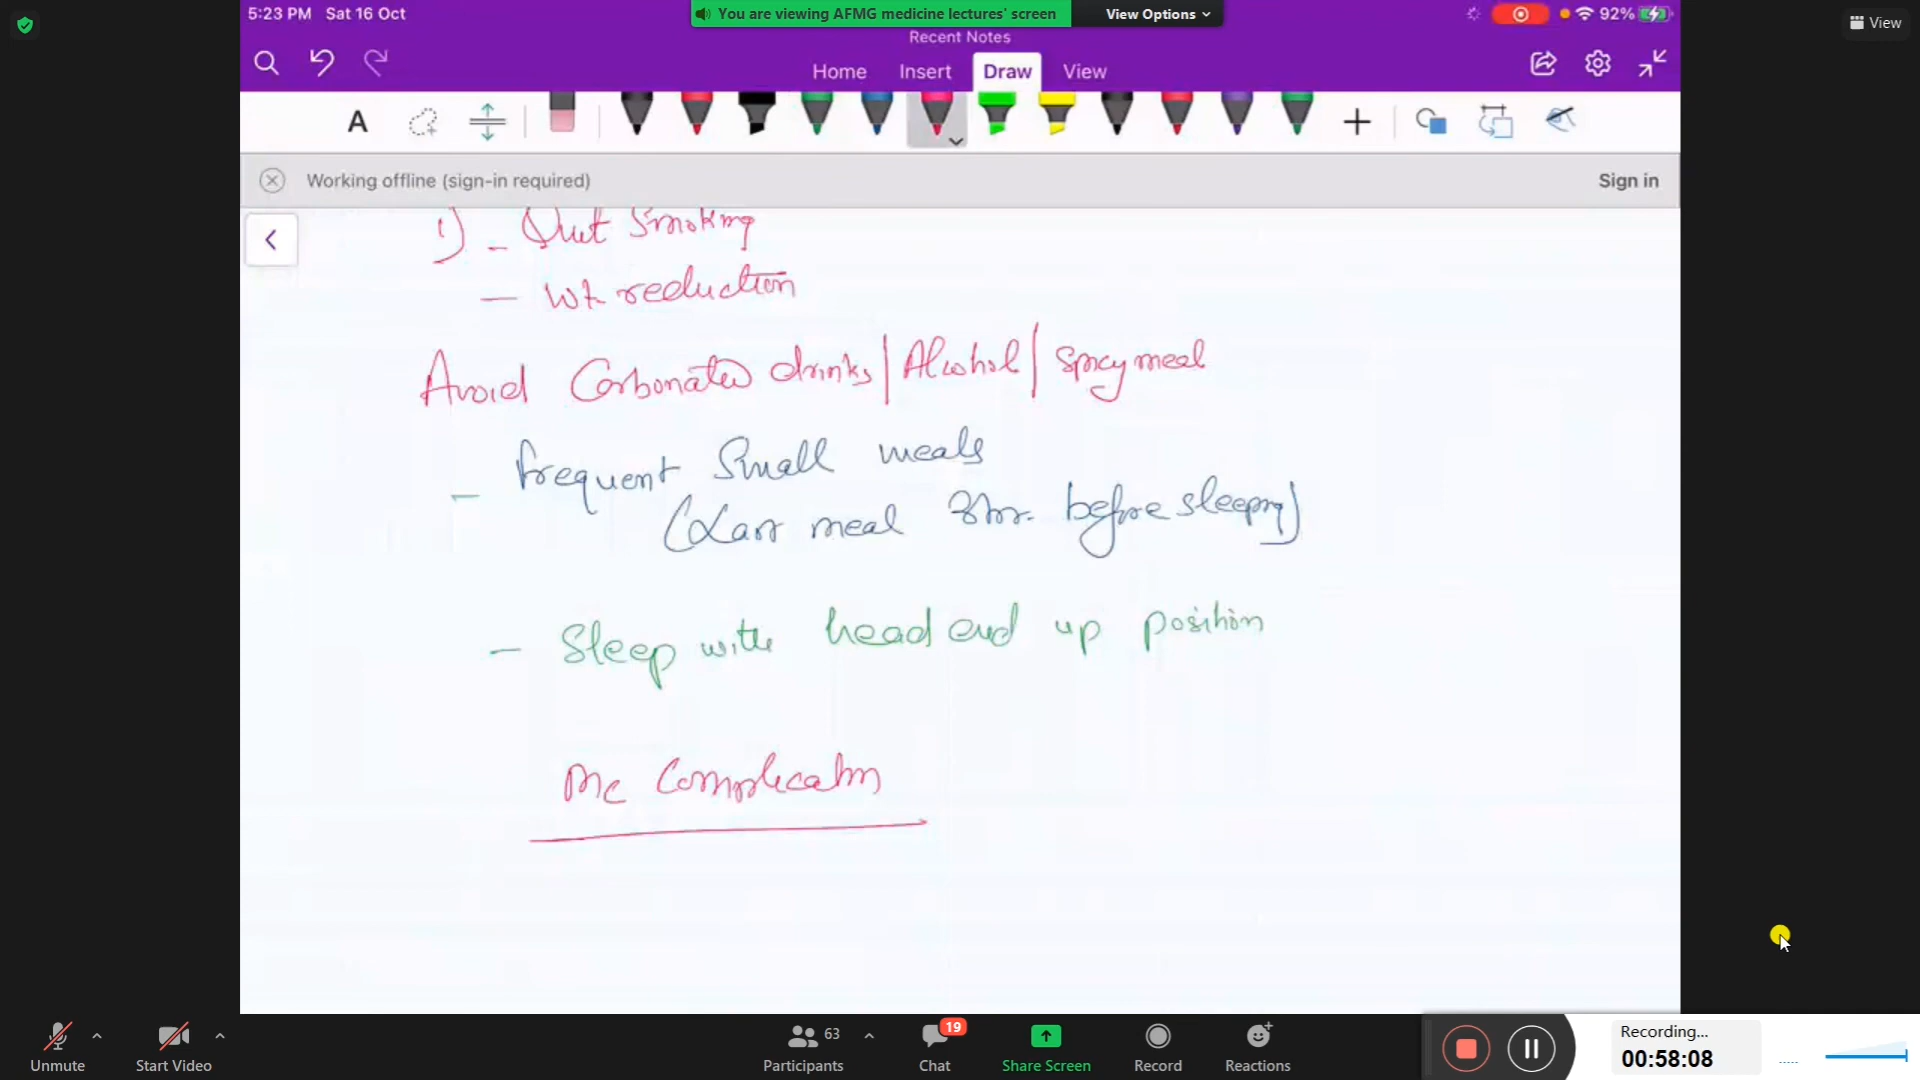 5:23 PM Sat 16 Oct
You are viewing AFMG medicine lectures' screen View Options
92%
View
Recent Notes
Home Insert Draw View
A
Working offline (sign-in required) Sign in
1) - Quit Smoking
- Wt reduction
Avoid Carbonated drinks | Alcohol | Spicy meal
- frequent Small meals
(Last meal 3hr. before sleeping)
- Sleep with head end up position
Mc Complication
Unmute
Start Video
63
Participants
19
Chat
Share Screen
Record
Reactions
Recording...
00:58:08